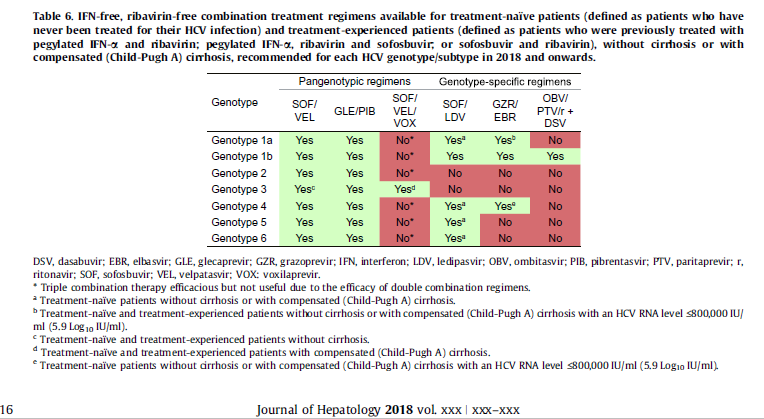 Table 6. IFN-free, ribavirin-free combination treatment regimens available for treatment-naïve patients (defined as patients who have
never been treated for their HCV infection) and treatment-experienced patients (defined as patients who were previously treated with
pegylated IFN-α and ribavirin; pegylated IFN-α, ribavirin and sofosbuvir; or sofosbuvir and ribavirin), without cirrhosis or with
compensated (Child-Pugh A) cirrhosis, recommended for each HCV genotype/subtype in 2018 and onwards.
Genotype Pangenotypic regimens Genotype-specific regimens
SOF/ VEL GLE/PIB SOF/ VEL/ VOX SOF/ LDV GZR/ EBR OBV/ PTV/r + DSV
Genotype 1a Yes Yes No* Yesᵃ Yesᵇ No
Genotype 1b Yes Yes No* Yes Yes Yes
Genotype 2 Yes Yes No* No No No
Genotype 3 Yesᶜ Yes Yesᵈ No No No
Genotype 4 Yes Yes No* Yesᵃ Yesᵉ No
Genotype 5 Yes Yes No* Yesᵃ No No
Genotype 6 Yes Yes No* Yesᵃ No No
DSV, dasabuvir; EBR, elbasvir; GLE, glecaprevir; GZR, grazoprevir; IFN, interferon; LDV, ledipasvir; OBV, ombitasvir; PIB, pibrentasvir; PTV, paritaprevir; r,
ritonavir; SOF, sofosbuvir; VEL, velpatasvir; VOX: voxilaprevir.
* Triple combination therapy efficacious but not useful due to the efficacy of double combination regimens.
ᵃ Treatment-naïve patients without cirrhosis or with compensated (Child-Pugh A) cirrhosis.
ᵇ Treatment-naïve and treatment-experienced patients without cirrhosis or with compensated (Child-Pugh A) cirrhosis with an HCV RNA level ≤800,000 IU/
ml (5.9 Log₁₀ IU/ml).
ᶜ Treatment-naïve and treatment-experienced patients without cirrhosis.
ᵈ Treatment-naïve and treatment-experienced patients with compensated (Child-Pugh A) cirrhosis.
ᵉ Treatment-naïve patients without cirrhosis or with compensated (Child-Pugh A) cirrhosis with an HCV RNA level ≤800,000 IU/ml (5.9 Log₁₀ IU/ml).
16 Journal of Hepatology 2018 vol. xxx | xxx–xxx